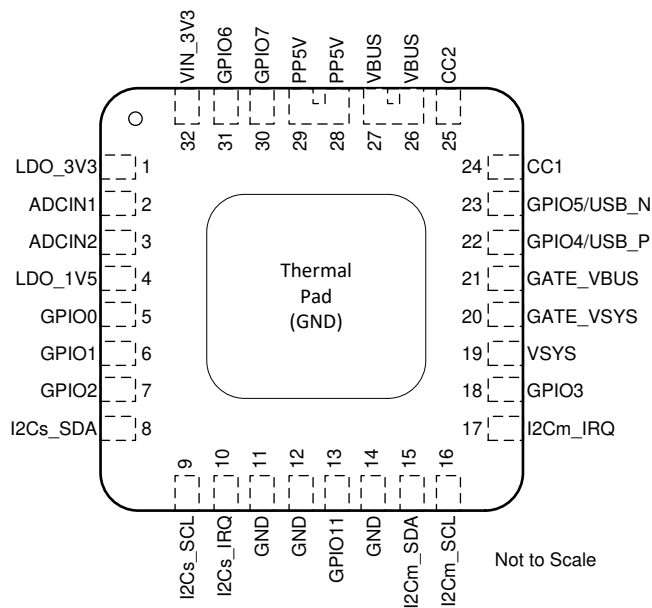 VIN_3V3
GPIO6
GPIO7
PP5V
PP5V
VBUS
VBUS
CC2
32
31
30
29
28
27
26
25
LDO_3V3 1
ADCIN1 2
ADCIN2 3
LDO_1V5 4
GPIO0 5
GPIO1 6
GPIO2 7
I2Cs_SDA 8
Thermal
Pad
(GND)
24 CC1
23 GPIO5/USB_N
22 GPIO4/USB_P
21 GATE_VBUS
20 GATE_VSYS
19 VSYS
18 GPIO3
17 I2Cm_IRQ
9
10
11
12
13
14
15
16
I2Cs_SCL
I2Cs_IRQ
GND
GND
GPIO11
GND
I2Cm_SDA
I2Cm_SCL
Not to Scale